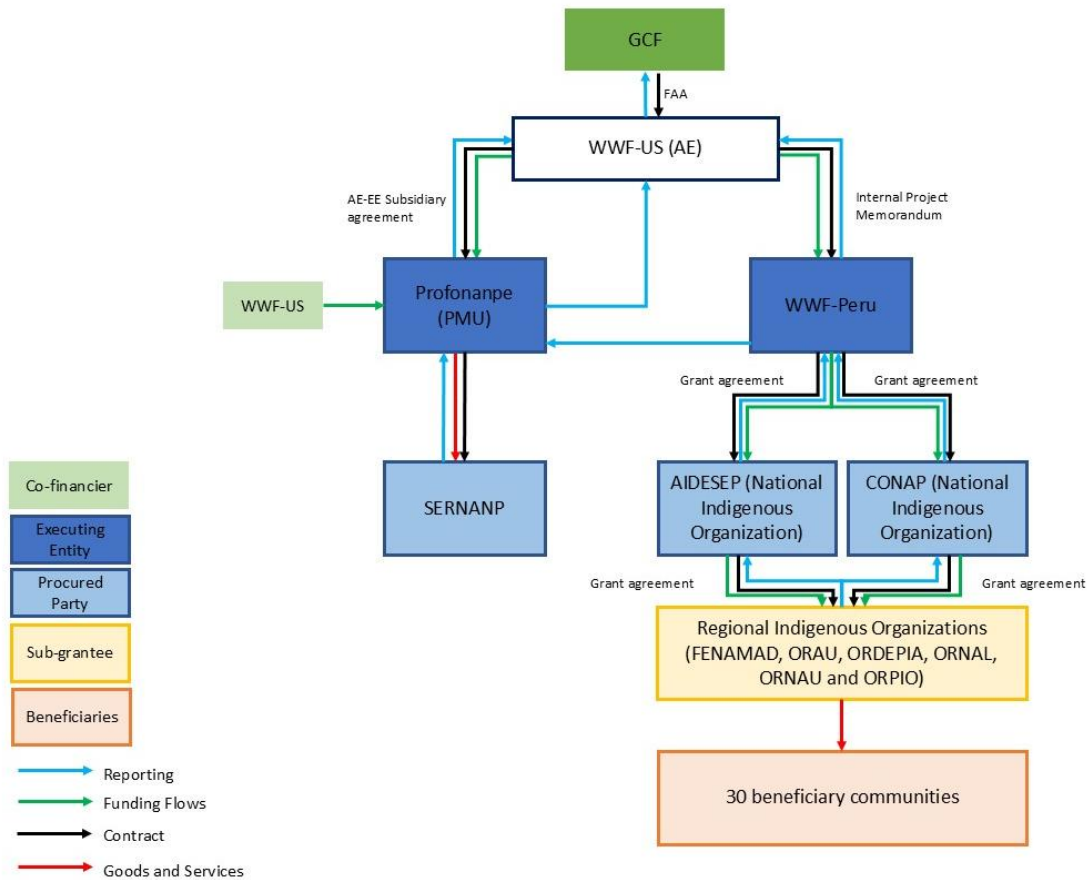 GCF
FAA
WWF-US (AE)
AE-EE Subsidiary
agreement
Internal Project
Memorandum
WWF-US
Profonanpe
(PMU)
WWF-Peru
Grant agreement
Grant agreement
Co-financier
Executing
Entity
Procured
Party
Sub-grantee
Beneficiaries
SERNANP
AIDESEP (National
Indigenous
Organization)
CONAP (National
Indigenous
Organization)
Grant agreement
Grant agreement
Regional Indigenous Organizations
(FENAMAD, ORAU, ORDEPIA, ORNAL,
ORNAU and ORPIO)
30 beneficiary communities
Reporting
Funding Flows
Contract
Goods and Services